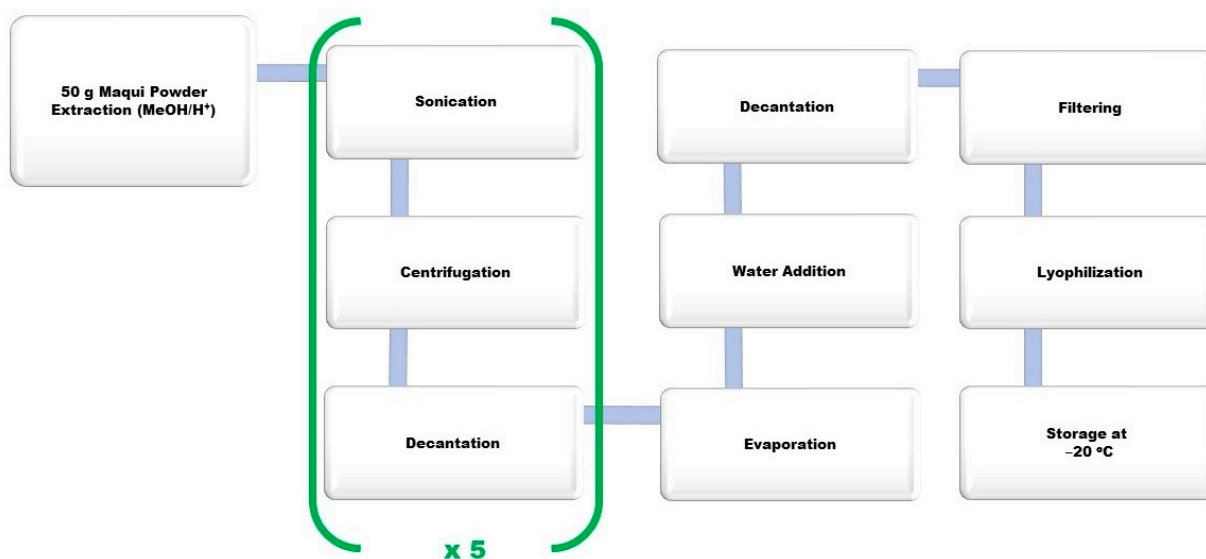 50 g Maqui Powder
Extraction (MeOH/H⁺)
Sonication
Centrifugation
Decantation
x 5
Evaporation
Water Addition
Decantation
Filtering
Lyophilization
Storage at
–20 °C